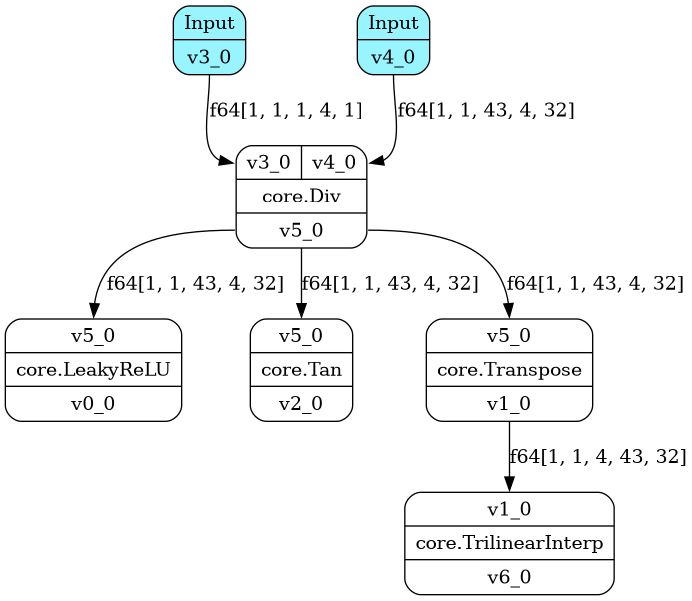 Input
v3_0
Input
v4_0
f64[1, 1, 1, 4, 1]
f64[1, 1, 43, 4, 32]
v3_0
v4_0
core.Div
v5_0
f64[1, 1, 43, 4, 32]
f64[1, 1, 43, 4, 32]
f64[1, 1, 43, 4, 32]
v5_0
core.LeakyReLU
v0_0
v5_0
core.Tan
v2_0
v5_0
core.Transpose
v1_0
f64[1, 1, 4, 43, 32]
v1_0
core.TrilinearInterp
v6_0